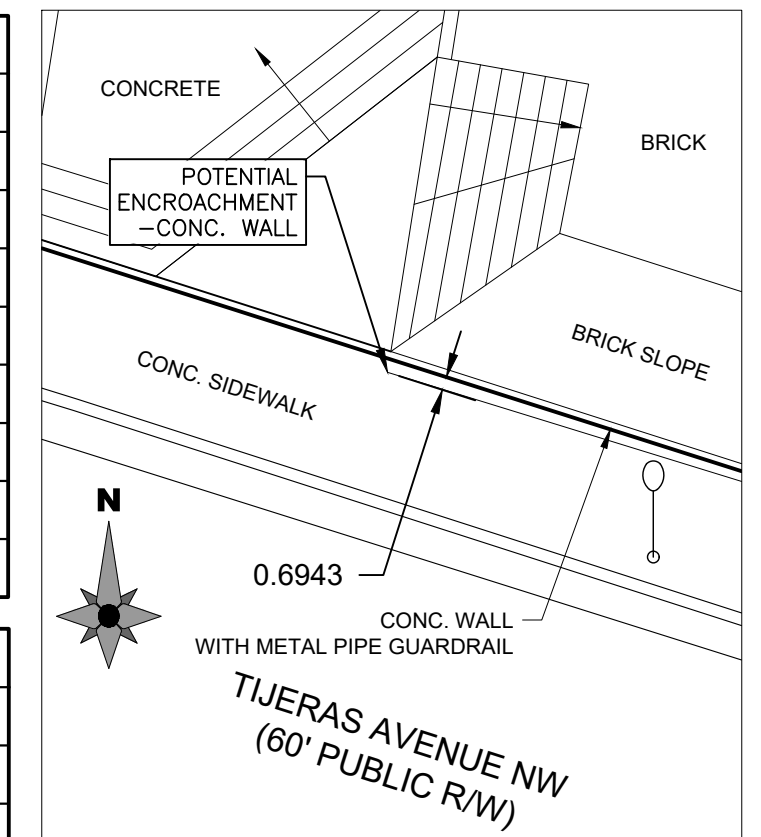 CONCRETE
BRICK
POTENTIAL
ENCROACHMENT
-CONC. WALL
BRICK SLOPE
CONC. SIDEWALK
N
0.6943
CONC. WALL
WITH METAL PIPE GUARDRAIL
TIJERAS AVENUE NW
(60' PUBLIC R/W)